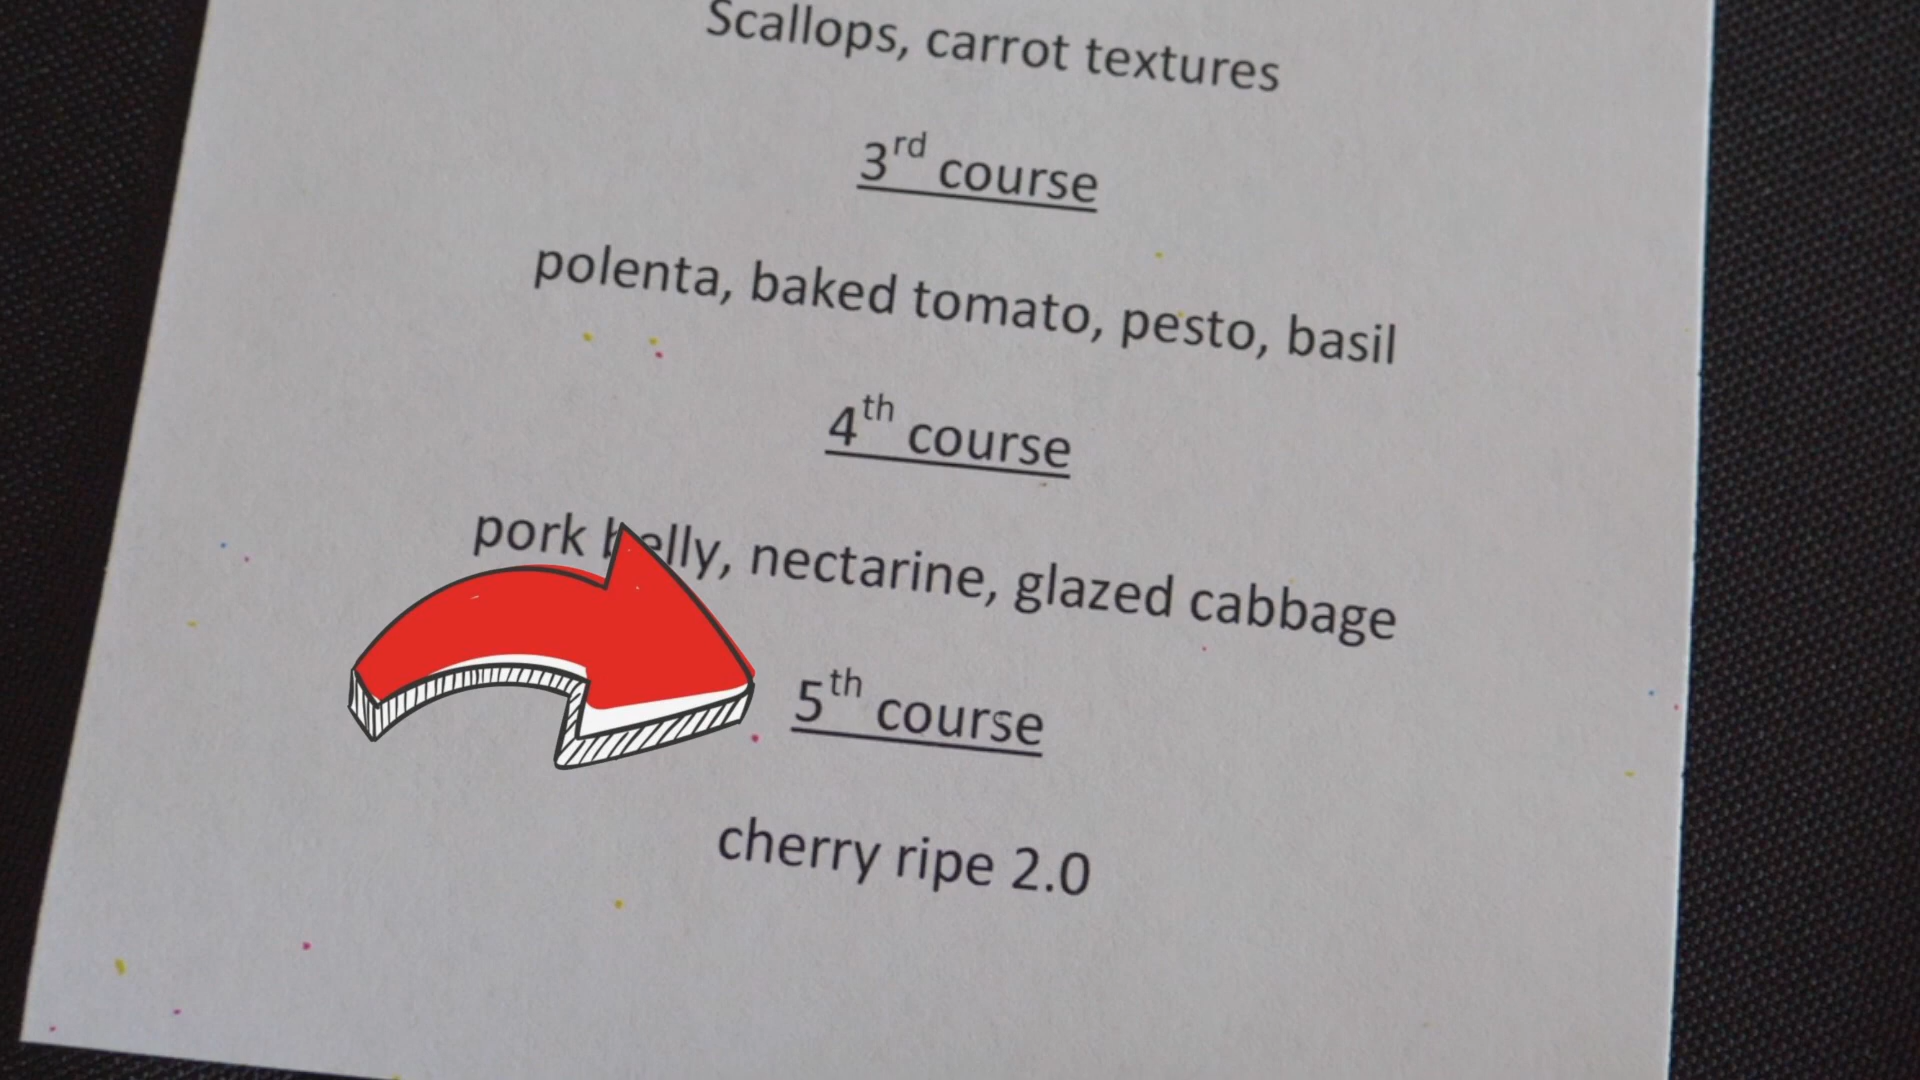 Scallops, carrot textures
3rd course
polenta, baked tomato, pesto, basil
4th course
pork belly, nectarine, glazed cabbage
5th course
cherry ripe 2.0